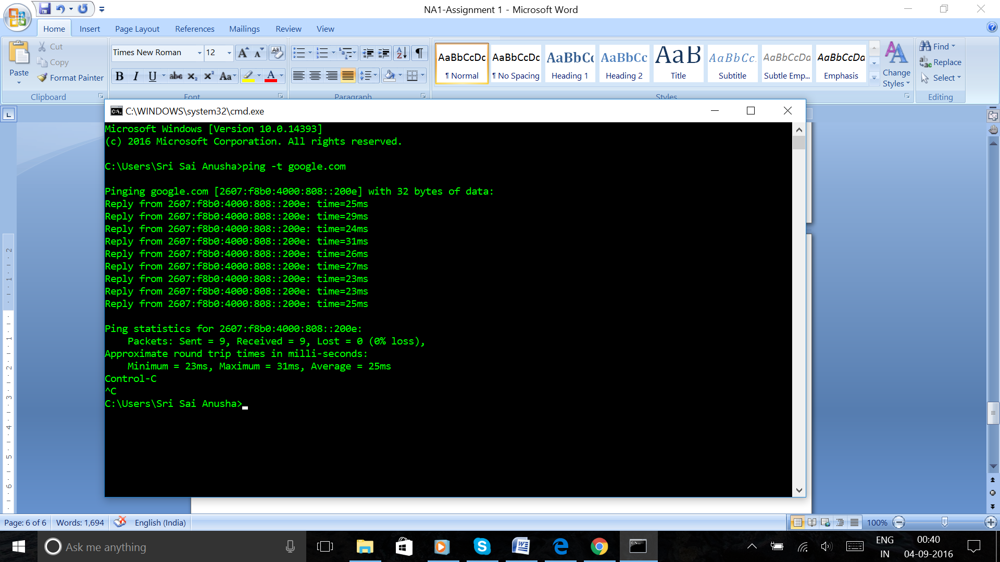 NA1-Assignment 1 - Microsoft Word
Home Insert Page Layout References Mailings Review View
Paste
Cut
Copy
Format Painter
Clipboard
Times New Roman 12
B I U abc x₂ x² Aa A
Font
Paragraph
AaBbCcDc AaBbCcDc AaBbCc AaBbCc AaB AaBbCc. AaBbCcDa AaBbCcDa
¶ Normal ¶ No Spacing Heading 1 Heading 2 Title Subtitle Subtle Emp... Emphasis
Change Styles
Styles
Find
Replace
Select
Editing
C:\WINDOWS\system32\cmd.exe
Microsoft Windows [Version 10.0.14393]
(c) 2016 Microsoft Corporation. All rights reserved.
C:\Users\Sri Sai Anusha>ping -t google.com
Pinging google.com [2607:f8b0:4000:808::200e] with 32 bytes of data:
Reply from 2607:f8b0:4000:808::200e: time=25ms
Reply from 2607:f8b0:4000:808::200e: time=29ms
Reply from 2607:f8b0:4000:808::200e: time=24ms
Reply from 2607:f8b0:4000:808::200e: time=31ms
Reply from 2607:f8b0:4000:808::200e: time=26ms
Reply from 2607:f8b0:4000:808::200e: time=27ms
Reply from 2607:f8b0:4000:808::200e: time=23ms
Reply from 2607:f8b0:4000:808::200e: time=23ms
Reply from 2607:f8b0:4000:808::200e: time=25ms
Ping statistics for 2607:f8b0:4000:808::200e:
Packets: Sent = 9, Received = 9, Lost = 0 (0% loss),
Approximate round trip times in milli-seconds:
Minimum = 23ms, Maximum = 31ms, Average = 25ms
Control-C
^C
C:\Users\Sri Sai Anusha>
Page: 6 of 6 Words: 1,694 English (India) 100%
Ask me anything
ENG
IN
00:40
04-09-2016